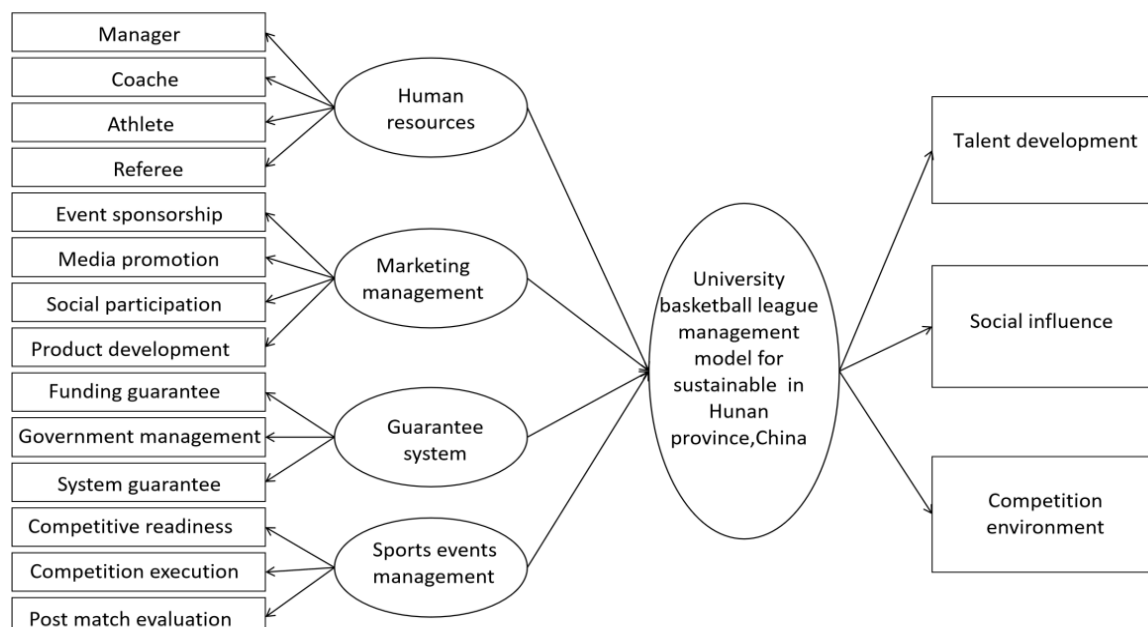 Manager
Coache
Athlete
Referee
Event sponsorship
Media promotion
Social participation
Product development
Funding guarantee
Government management
System guarantee
Competitive readiness
Competition execution
Post match evaluation
Human
resources
Marketing
management
Guarantee
system
Sports events
management
University
basketball league
management
model for
sustainable in
Hunan
province,China
Talent development
Social influence
Competition
environment